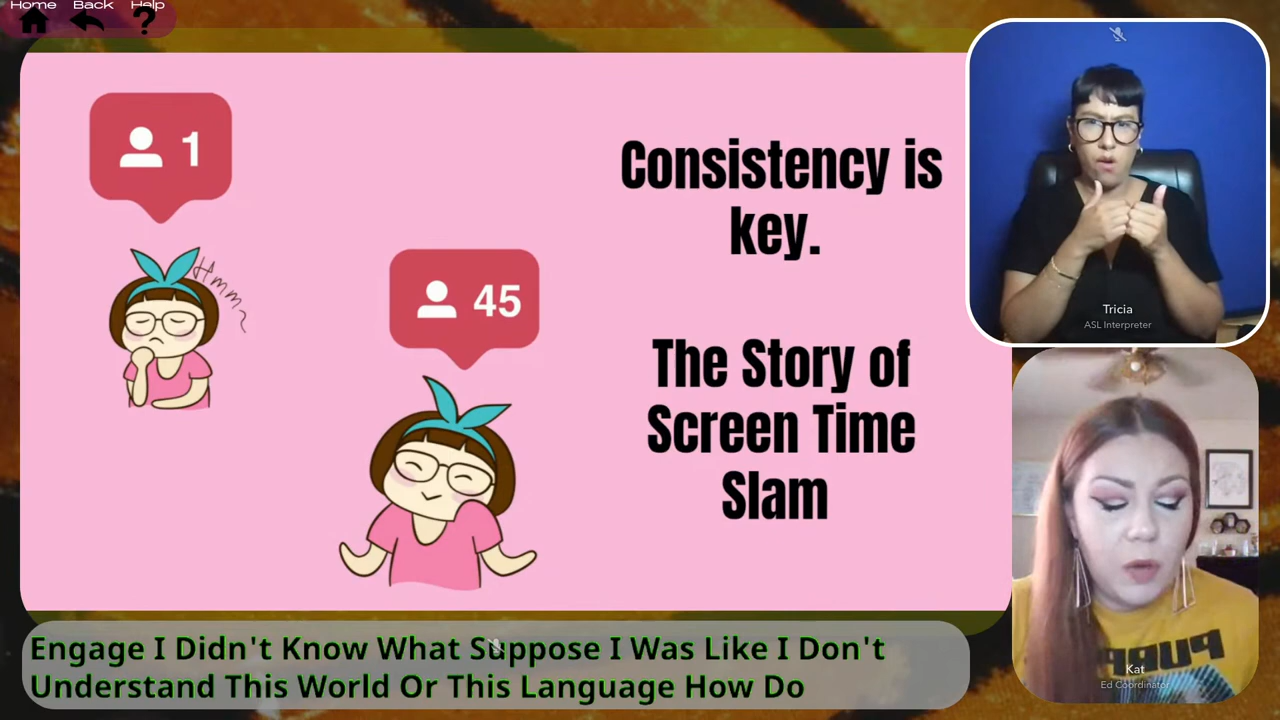 Home Back Help
?
1
Hmmm~
45
Consistency is
key.
The Story of
Screen Time
Slam
Tricia
ASL Interpreter
Kat
Ed Coordinator
Engage I Didn't Know What Suppose I Was Like I Don't
Understand This World Or This Language How Do